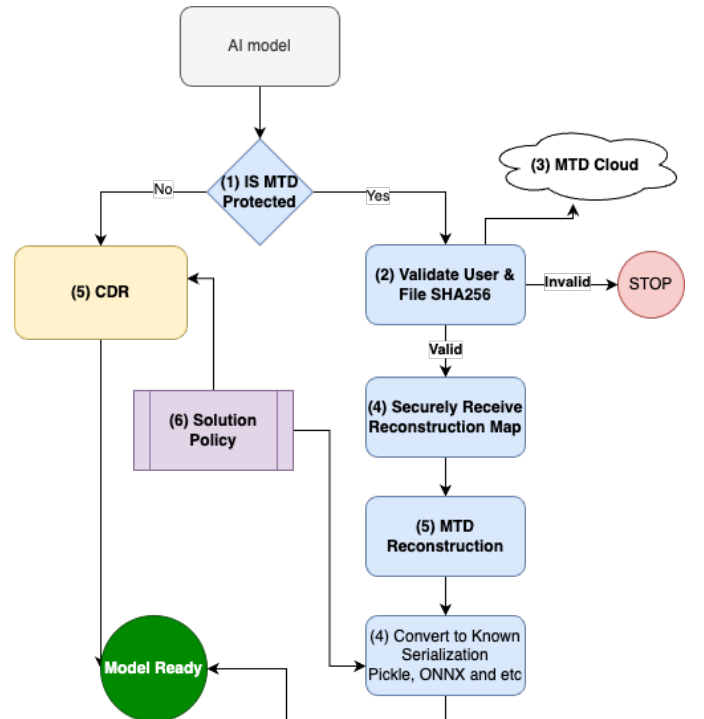 AI model
(1) IS MTD
Protected
No
Yes
(3) MTD Cloud
(5) CDR
(2) Validate User &
File SHA256
Invalid
STOP
Valid
(4) Securely Receive
Reconstruction Map
(6) Solution
Policy
(5) MTD
Reconstruction
(4) Convert to Known
Serialization
Pickle, ONNX and etc
Model Ready